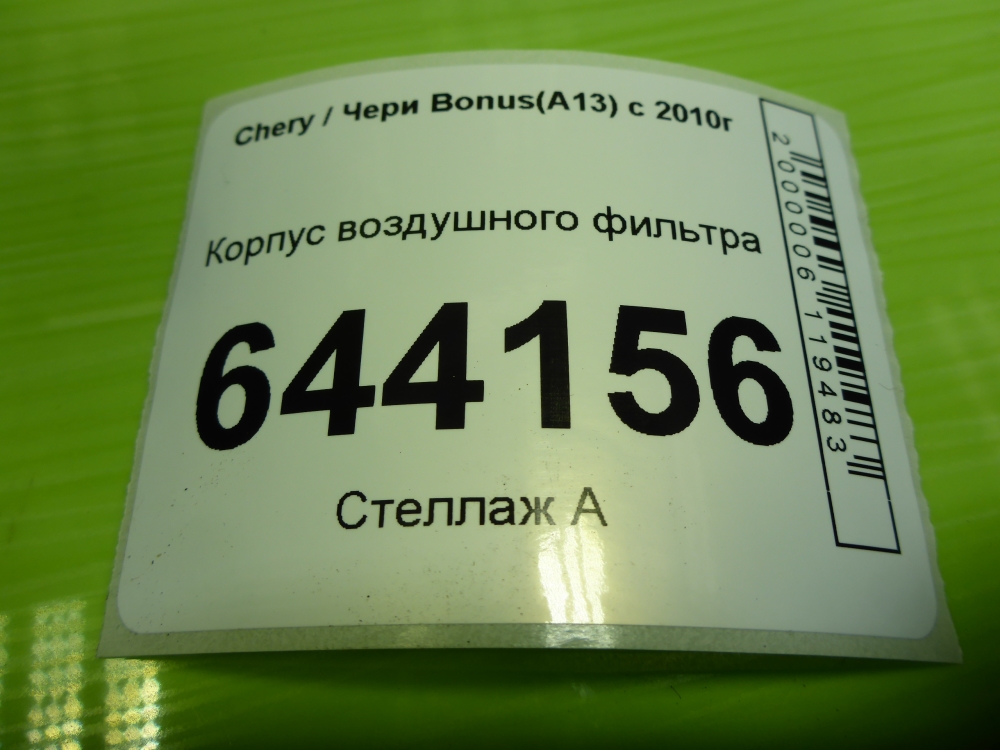 Chery / Чери Bonus(A13) с 2010г
Корпус воздушного фильтра
644156
Стеллаж А
2000006119483